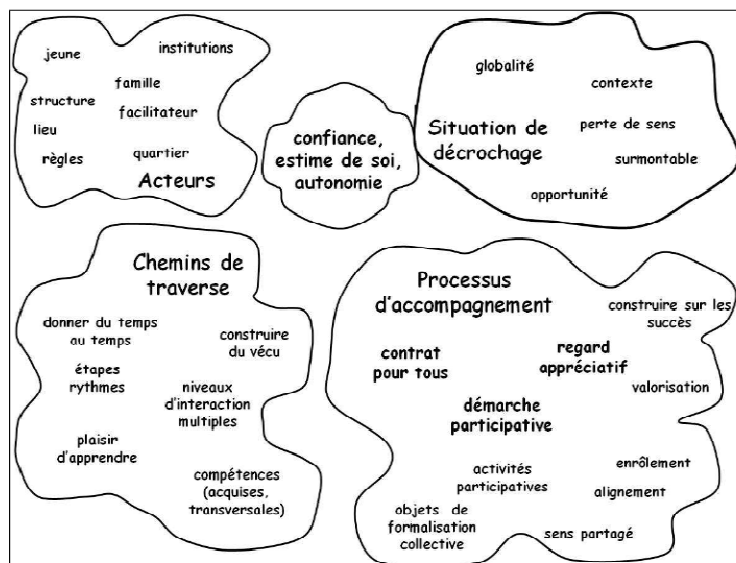 jeune
institutions
famille
structure
facilitateur
lieu
règles
quartier
Acteurs
confiance,
estime de soi,
autonomie
globalité
contexte
Situation de
décrochage
perte de sens
surmontable
opportunité
Chemins de
traverse
donner du temps
au temps
construire
du vécu
étapes
rythmes
niveaux
d'interaction
multiples
plaisir
d'apprendre
compétences
(acquises,
transversales)
Processus
d'accompagnement
construire sur les
succès
contrat
pour tous
regard
appréciatif
valorisation
démarche
participative
activités
participatives
enrôlement
alignement
objets de
formalisation
collective
sens partagé